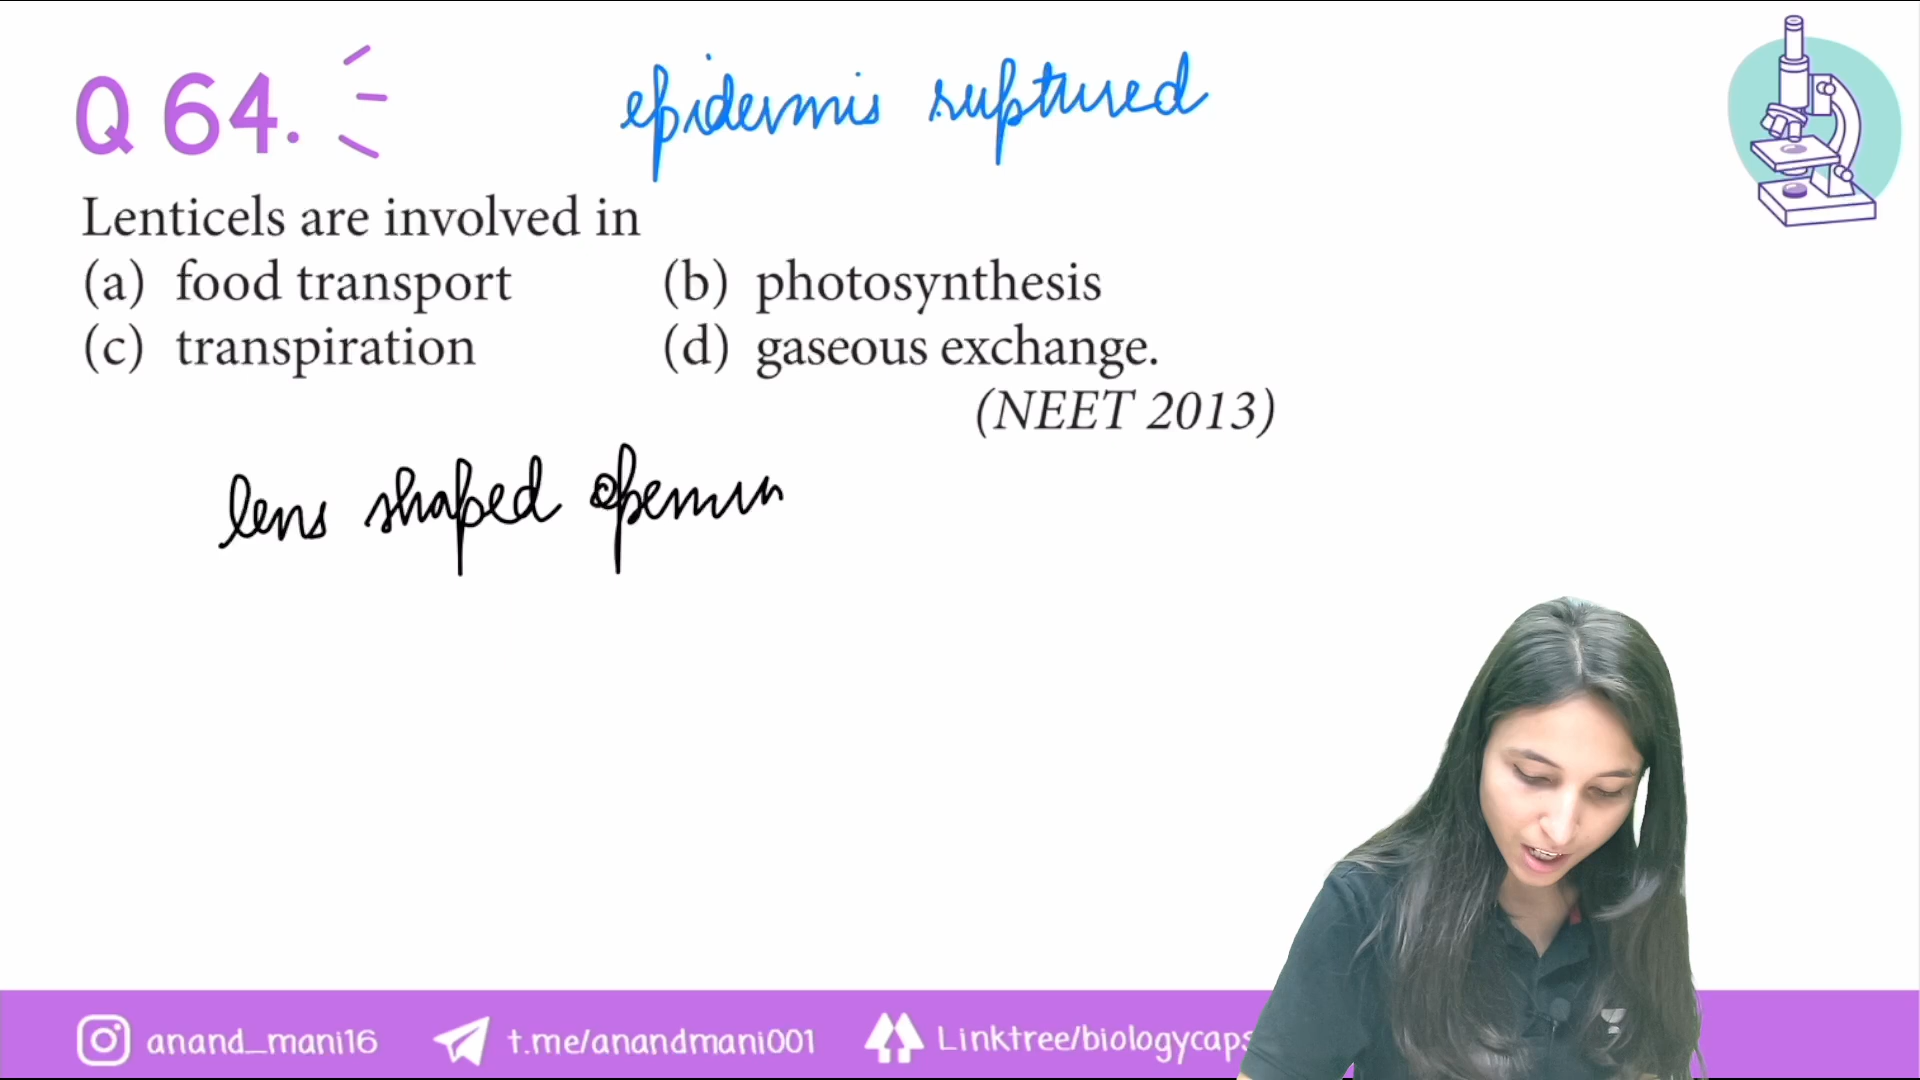 Q 64.
epidermis ruptured
Lenticels are involved in
(a) food transport (b) photosynthesis
(c) transpiration (d) gaseous exchange.
(NEET 2013)
lens shaped openin
anand_mani16 t.me/anandmani001 Linktree/biologycaps